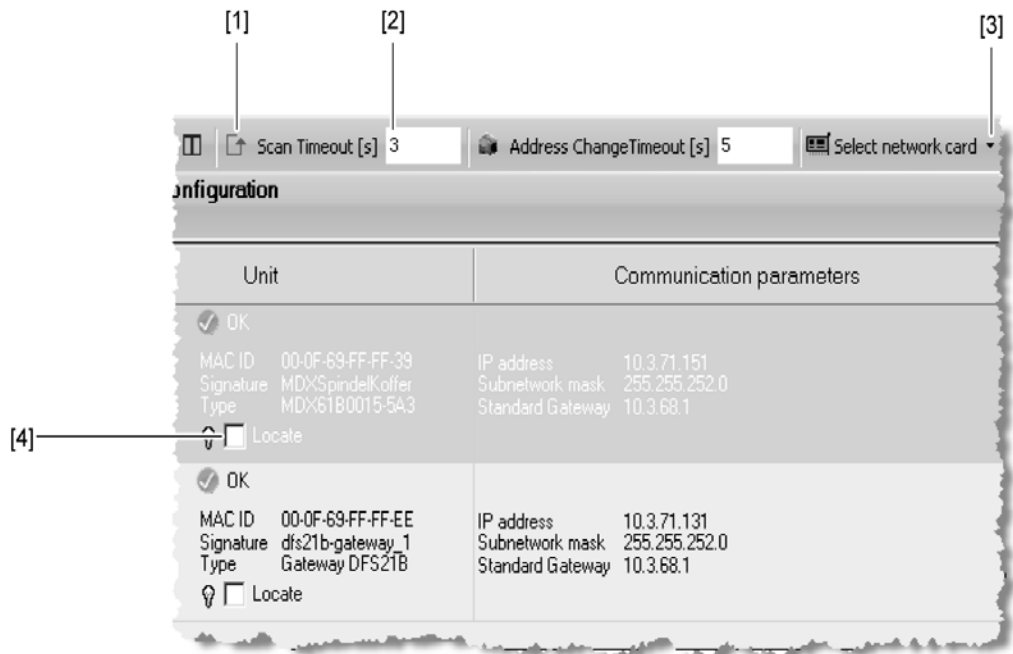 [1] [2] [3]
Scan Timeout [s] 3 Address ChangeTimeout [s] 5 Select network card
onfiguration
Unit Communication parameters
OK
MAC ID 00-0F-69-FF-FF-39 IP address 10.3.71.151
Signature MDXSpindelKoffer Subnetwork mask 255.255.252.0
Type MDX61B0015-5A3 Standard Gateway 10.3.68.1
[4] Locate
OK
MAC ID 00-0F-69-FF-FF-EE IP address 10.3.71.131
Signature dfs21b-gateway_1 Subnetwork mask 255.255.252.0
Type Gateway DFS21B Standard Gateway 10.3.68.1
Locate